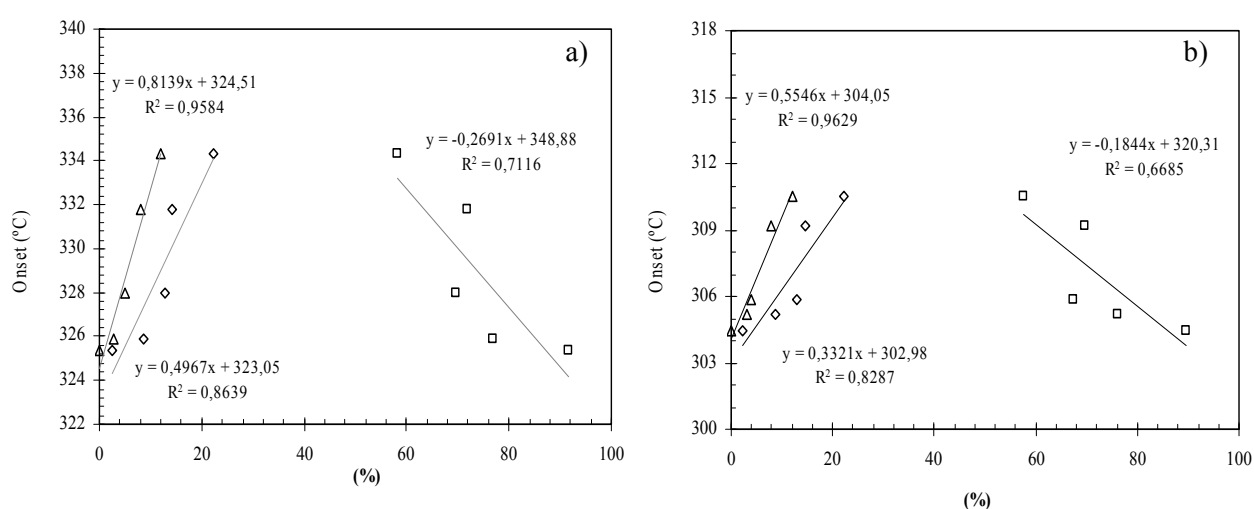 a)
340
338
336
334
332
330
328
326
324
322
Onset (ºC)
y = 0,8139x + 324,51
R² = 0,9584
y = -0,2691x + 348,88
R² = 0,7116
y = 0,4967x + 323,05
R² = 0,8639
0 20 40 60 80 100
(%)
b)
318
315
312
309
306
303
300
Onset (ºC)
y = 0,5546x + 304,05
R² = 0,9629
y = -0,1844x + 320,31
R² = 0,6685
y = 0,3321x + 302,98
R² = 0,8287
0 20 40 60 80 100
(%)